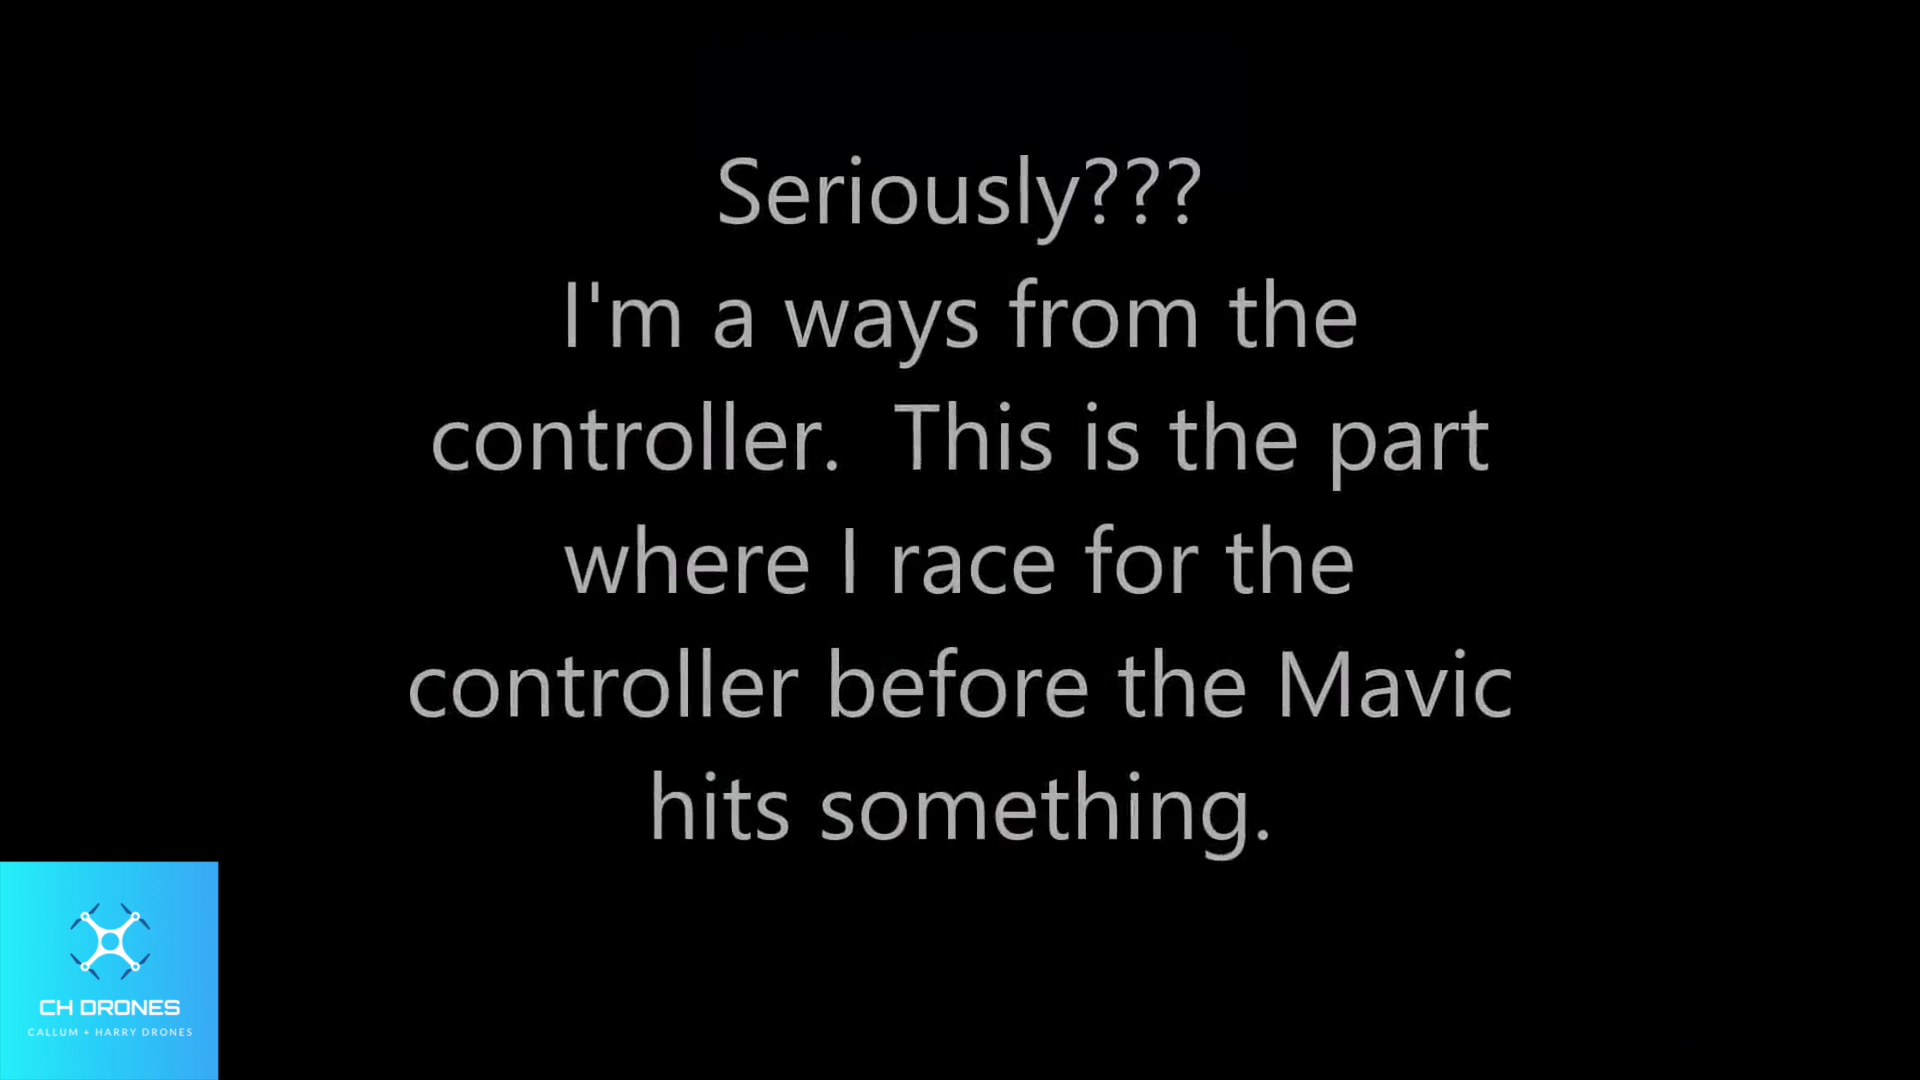 Seriously???
I'm a ways from the
controller.  This is the part
where I race for the
controller before the Mavic
hits something.
CH DRONES
CALLUM + HARRY DRONES